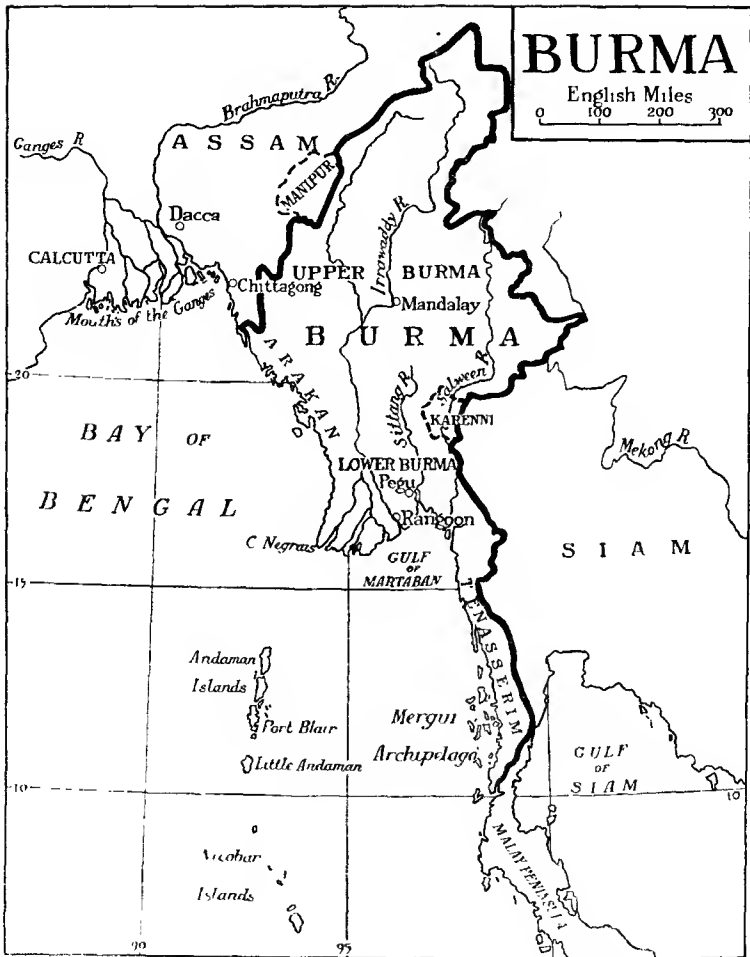 BURMA
English Miles
0 100 200 300
Brahmaputra R.
Ganges R
ASSAM
MANIPUR
Dacca
CALCUTTA
Chittagong
Mouths of the Ganges
UPPER BURMA
Irrawaddy R
Mandalay
BURMA
ARAKAN
20
Salween R
Sittang R
KARENNI
Mekong R
BAY OF
BENGAL
LOWER BURMA
Pegu
Rangoon
C Negrais
GULF
OF
MARTABAN
SIAM
15
TENASSERIM
Andaman
Islands
Port Blair
Little Andaman
Mergui
Archipelago
GULF
OF
SIAM
10
10
MALAY PENINSULA
Islands
95